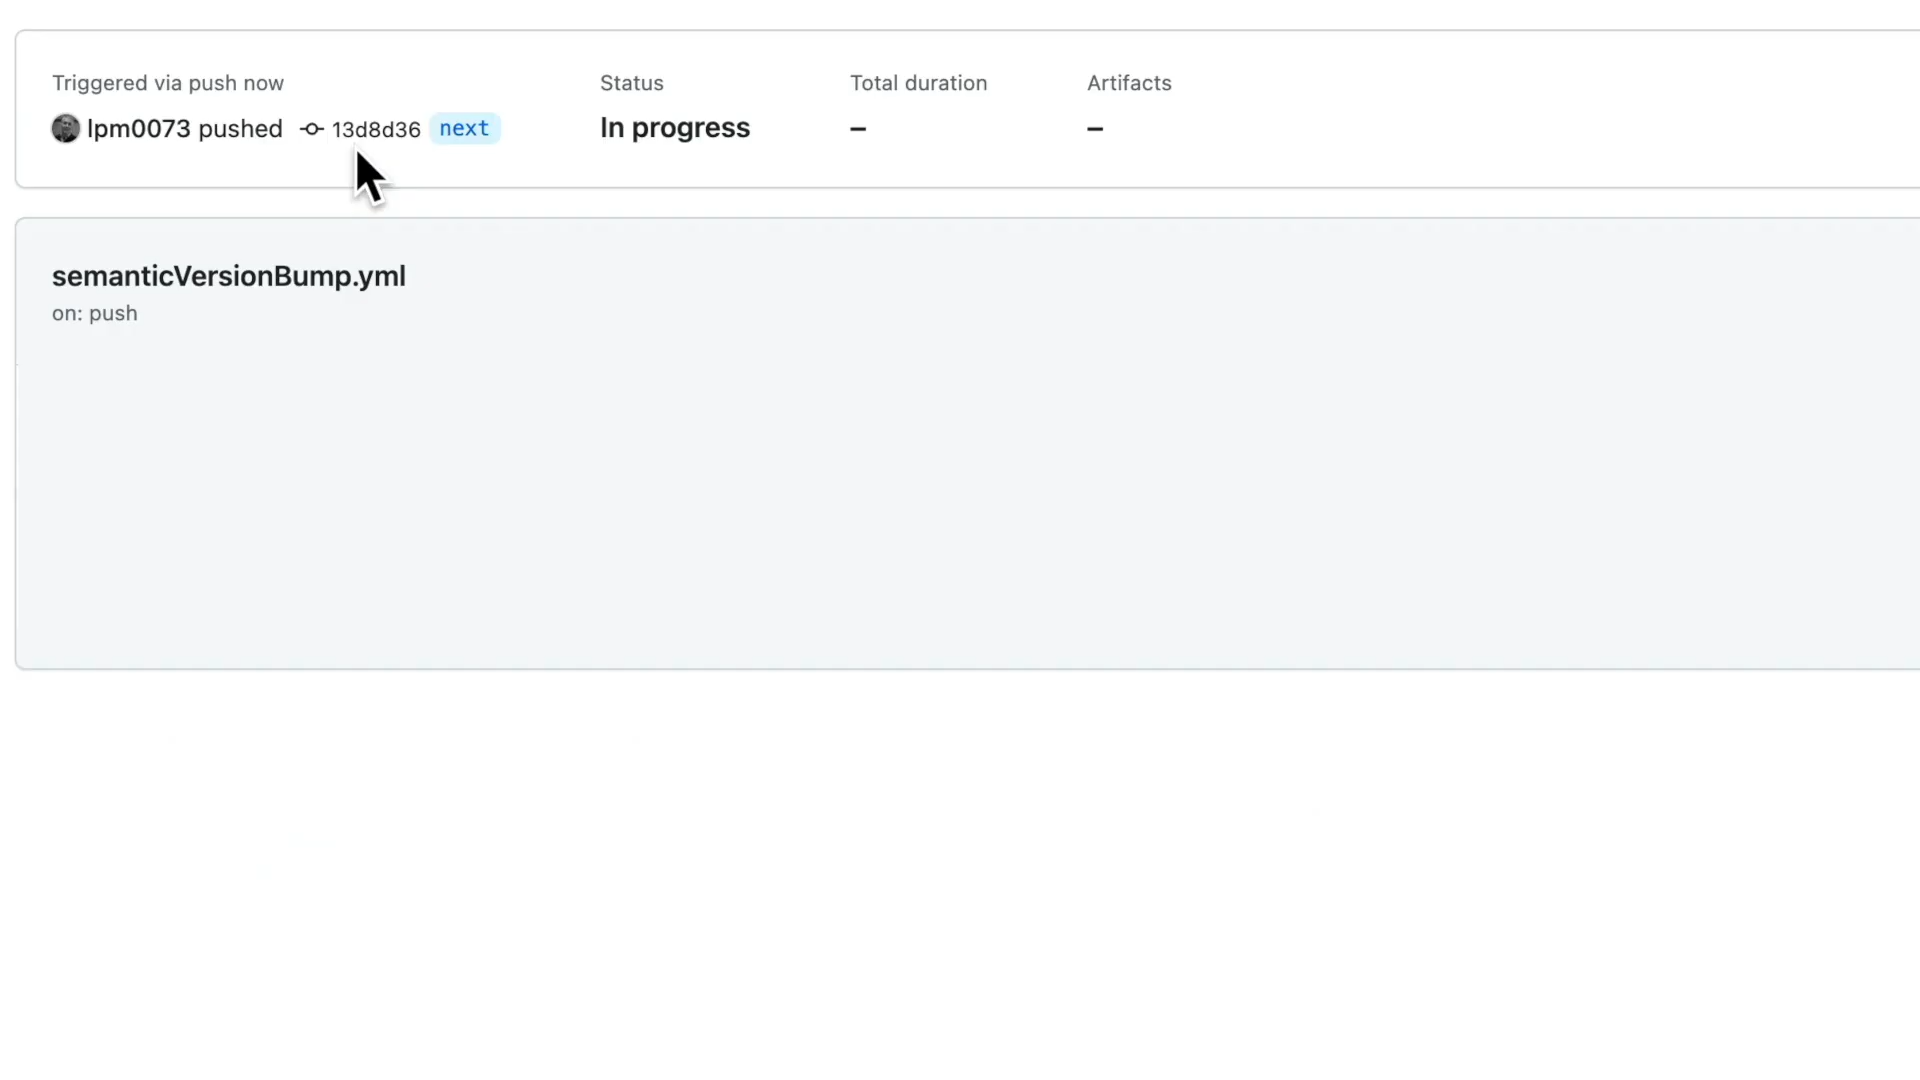 Triggered via push now
lpm0073 pushed 13d8d36 next
Status
In progress
Total duration
–
Artifacts
–
semanticVersionBump.yml
on: push